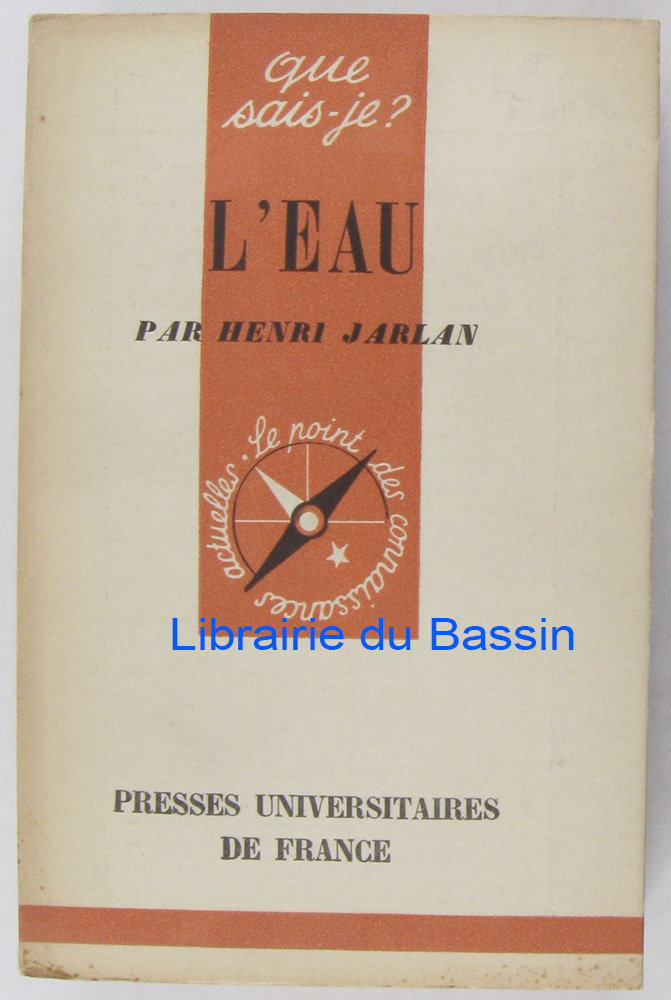 que
sais-je?
L'EAU
PAR HENRI JARLAN
Le point des connaissances actuelles.
Librairie du Bassin
PRESSES UNIVERSITAIRES
DE FRANCE